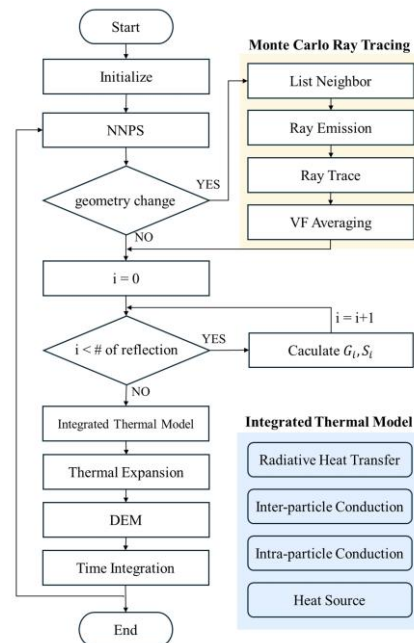 Start
Initialize
NNPS
geometry change
YES
NO
Monte Carlo Ray Tracing
List Neighbor
Ray Emission
Ray Trace
VF Averaging
i = 0
i < # of reflection
YES
NO
i = i+1
Caculate G_i, S_i
Integrated Thermal Model
Thermal Expansion
DEM
Time Integration
End
Integrated Thermal Model
Radiative Heat Transfer
Inter-particle Conduction
Intra-particle Conduction
Heat Source